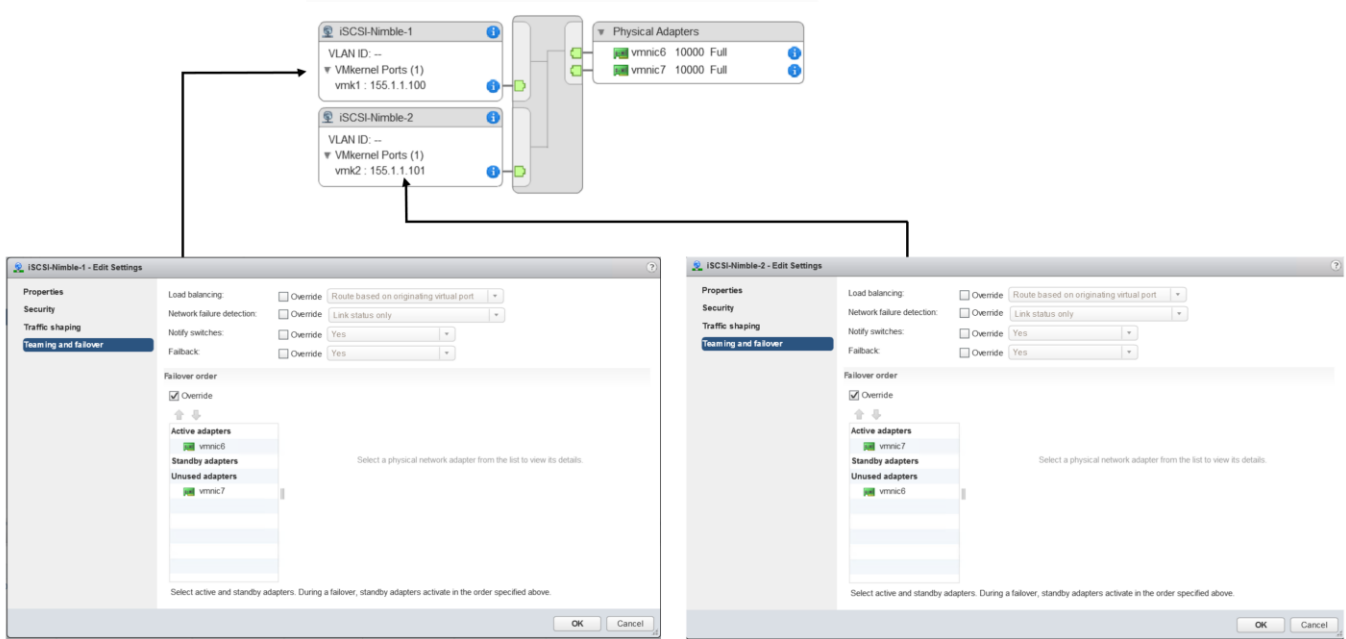 iSCSI-Nimble-1
VLAN ID: --
VMkernel Ports (1)
vmk1 : 155.1.1.100
Physical Adapters
vmnic6 10000 Full
vmnic7 10000 Full
iSCSI-Nimble-2
VLAN ID: --
VMkernel Ports (1)
vmk2 : 155.1.1.101
iSCSI-Nimble-1 - Edit Settings
Properties
Security
Traffic shaping
Teaming and failover
Load balancing: Override Route based on originating virtual port
Network failure detection: Override Link status only
Notify switches: Override Yes
Failback: Override Yes
Failover order
Override
Active adapters
vmnic6
Standby adapters
Unused adapters
vmnic7
Select a physical network adapter from the list to view its details.
Select active and standby adapters. During a failover, standby adapters activate in the order specified above.
OK Cancel
iSCSI-Nimble-2 - Edit Settings
Properties
Security
Traffic shaping
Teaming and failover
Load balancing: Override Route based on originating virtual port
Network failure detection: Override Link status only
Notify switches: Override Yes
Failback: Override Yes
Failover order
Override
Active adapters
vmnic7
Standby adapters
Unused adapters
vmnic6
Select a physical network adapter from the list to view its details.
Select active and standby adapters. During a failover, standby adapters activate in the order specified above.
OK Cancel